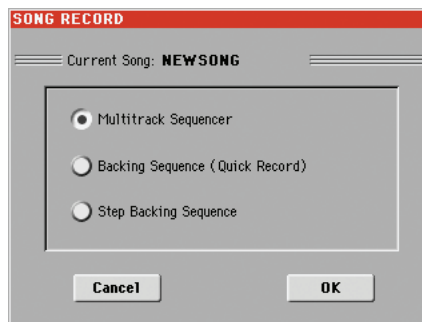 SONG RECORD
Current Song: NEWSONG
Multitrack Sequencer
Backing Sequence (Quick Record)
Step Backing Sequence
Cancel OK